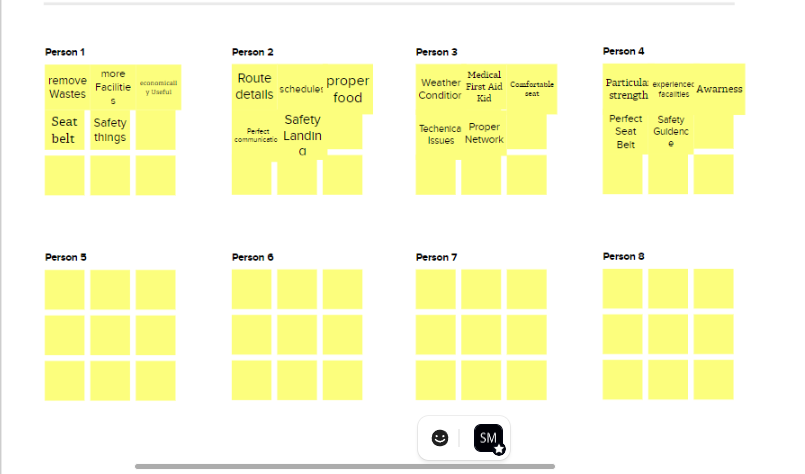 Person 1
remove
Wastes
more
Facilitie
s
economicall
y Useful
Seat
belt
Safety
things
Person 2
Route
details
scheduler
proper
food
Perfect
communicatio
Safety
Landin
g
Person 3
Weather
Condition
Medical
First Aid
Kid
Comfortable
seat
Techenica
Issues
Proper
Network
Person 4
Particular
strength
experiences
facalities
Awarness
Perfect
Seat
Belt
Safety
Guidenc
e
Person 5
Person 6
Person 7
Person 8
SM